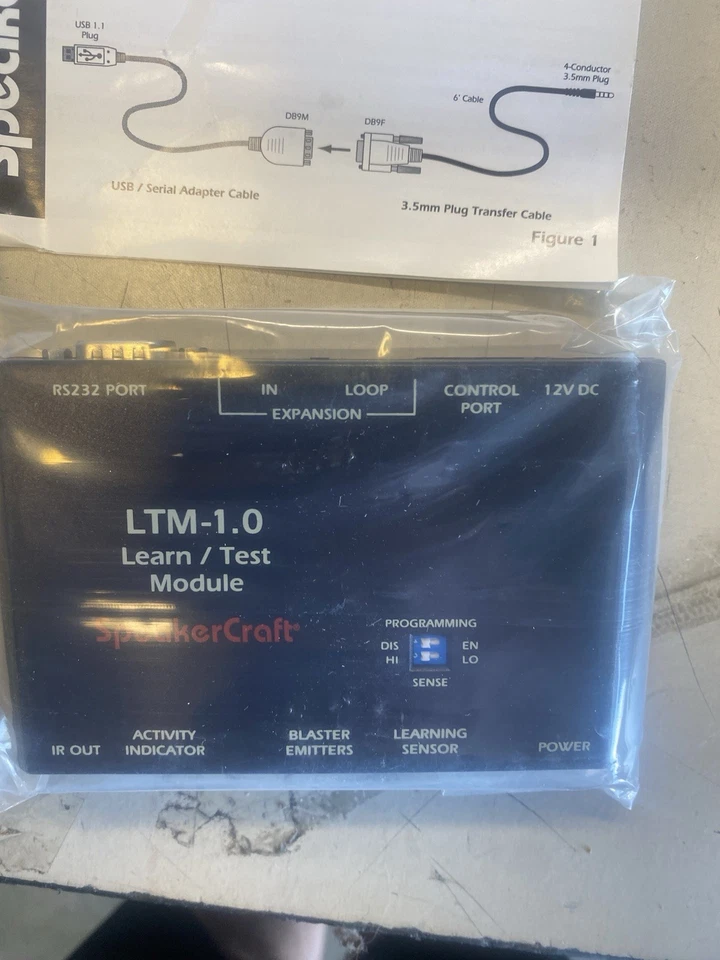 Speake
USB 1.1
Plug
4-Conductor
3.5mm Plug
6' Cable
DB9M
DB9F
USB / Serial Adapter Cable
3.5mm Plug Transfer Cable
Figure 1
RS232 PORT
IN
LOOP
EXPANSION
CONTROL
PORT
12V DC
LTM-1.0
Learn / Test
Module
SpeakerCraft®
PROGRAMMING
DIS
EN
HI
LO
SENSE
IR OUT
ACTIVITY
INDICATOR
BLASTER
EMITTERS
LEARNING
SENSOR
POWER